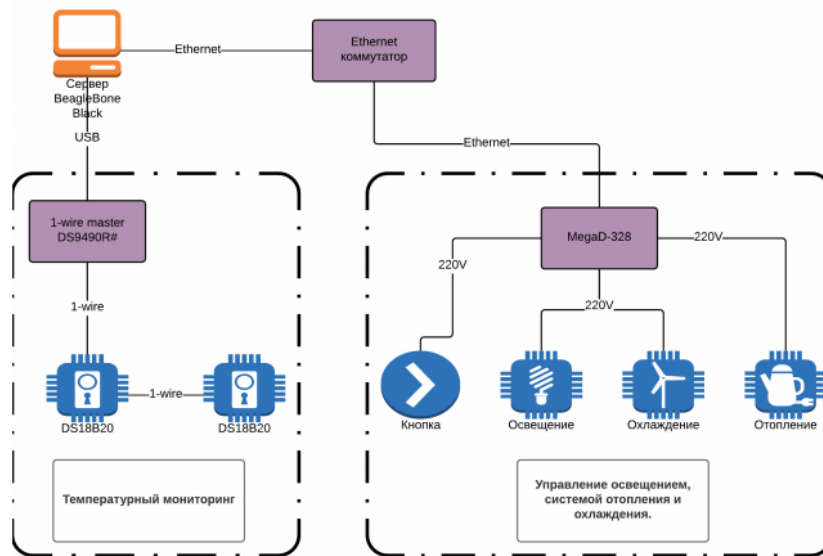 Ethernet
Ethernet
коммутатор
Сервер
BeagleBone
Black
USB
Ethernet
1-wire master
DS9490R#
MegaD-328
220V
220V
1-wire
220V
1-wire
DS18B20
DS18B20
Кнопка
Освещение
Охлаждение
Отопление
Температурный мониторинг
Управление освещением,
системой отопления и
охлаждения.